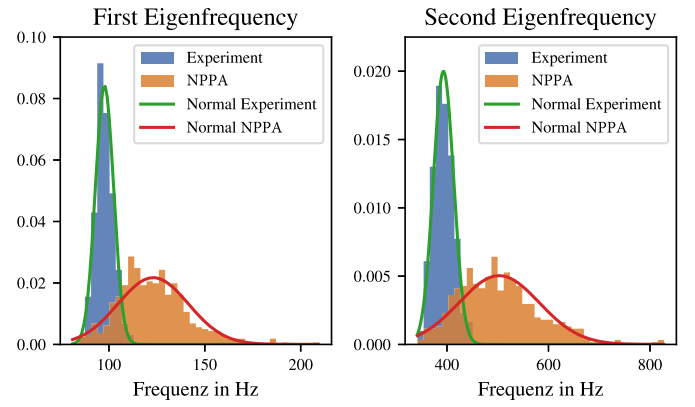 First Eigenfrequency
0.10
0.08
0.06
0.04
0.02
0.00
Experiment
NPPA
Normal Experiment
Normal NPPA
100
150
200
Frequenz in Hz
Second Eigenfrequency
0.020
0.015
0.010
0.005
0.000
Experiment
NPPA
Normal Experiment
Normal NPPA
400
600
800
Frequenz in Hz